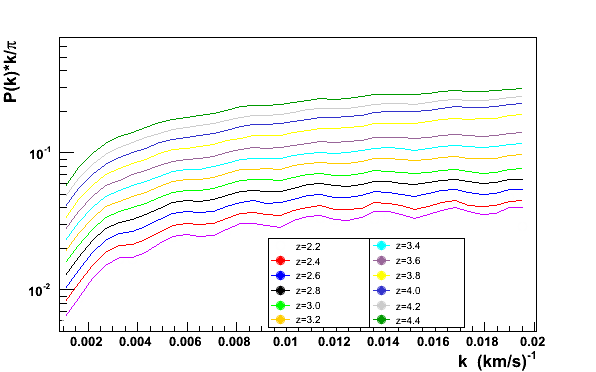 P(k)*k/π
10⁻¹
10⁻²
z=2.2 z=3.4
z=2.4 z=3.6
z=2.6 z=3.8
z=2.8 z=4.0
z=3.0 z=4.2
z=3.2 z=4.4
0.002 0.004 0.006 0.008 0.01 0.012 0.014 0.016 0.018 0.02
k (km/s)⁻¹